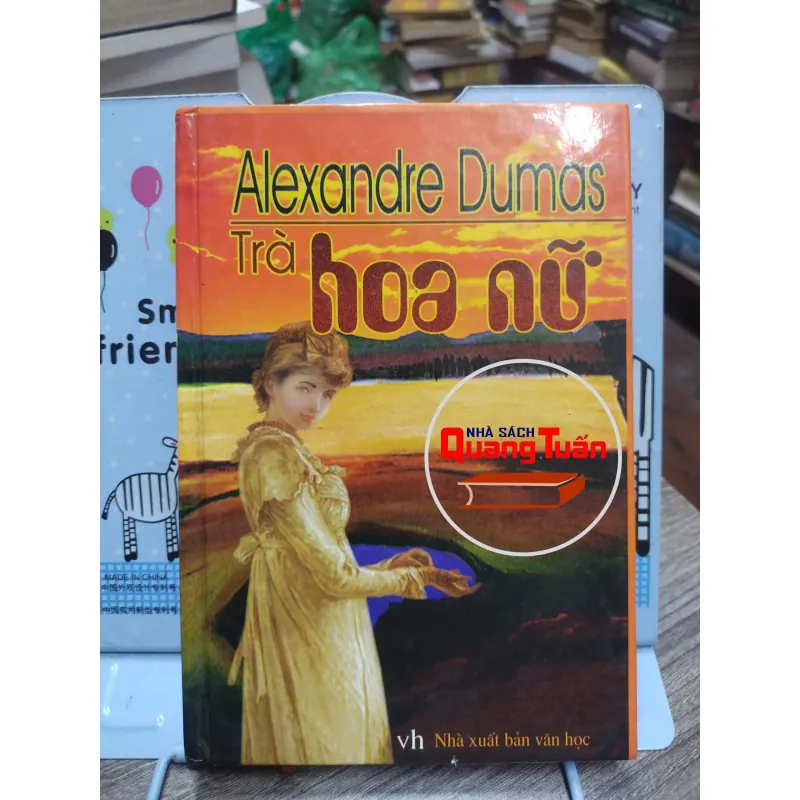 Alexandre Dumas
Trà hoa nữ
NHÀ SÁCH
Quang Tuấn
Sm
frien
MADE IN CHINA
vh Nhà xuất bản văn học